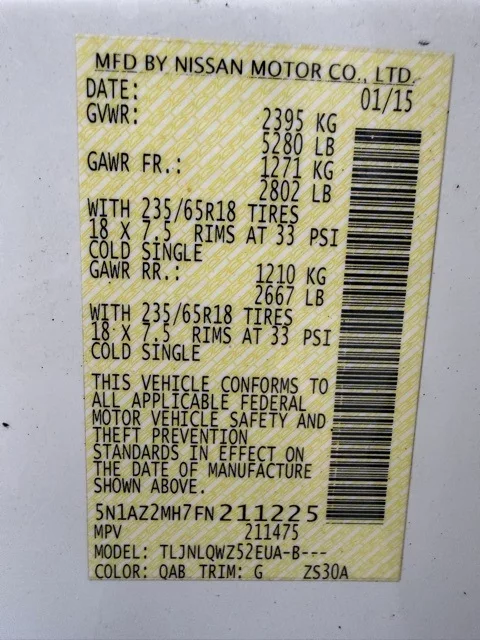 MFD BY NISSAN MOTOR CO., LTD.
DATE: 01/15
GVWR: 2395 KG
5280 LB
GAWR FR.: 1271 KG
2802 LB
WITH 235/65R18 TIRES
18 X 7.5 RIMS AT 33 PSI
COLD SINGLE
GAWR RR.: 1210 KG
2667 LB
WITH 235/65R18 TIRES
18 X 7.5 RIMS AT 33 PSI
COLD SINGLE
THIS VEHICLE CONFORMS TO
ALL APPLICABLE FEDERAL
MOTOR VEHICLE SAFETY AND
THEFT PREVENTION
STANDARDS IN EFFECT ON
THE DATE OF MANUFACTURE
SHOWN ABOVE.
5N1AZ2MH7FN211225
MPV 211475
MODEL: TLJNLQWZ52EUA-B---
COLOR: QAB TRIM: G ZS30A